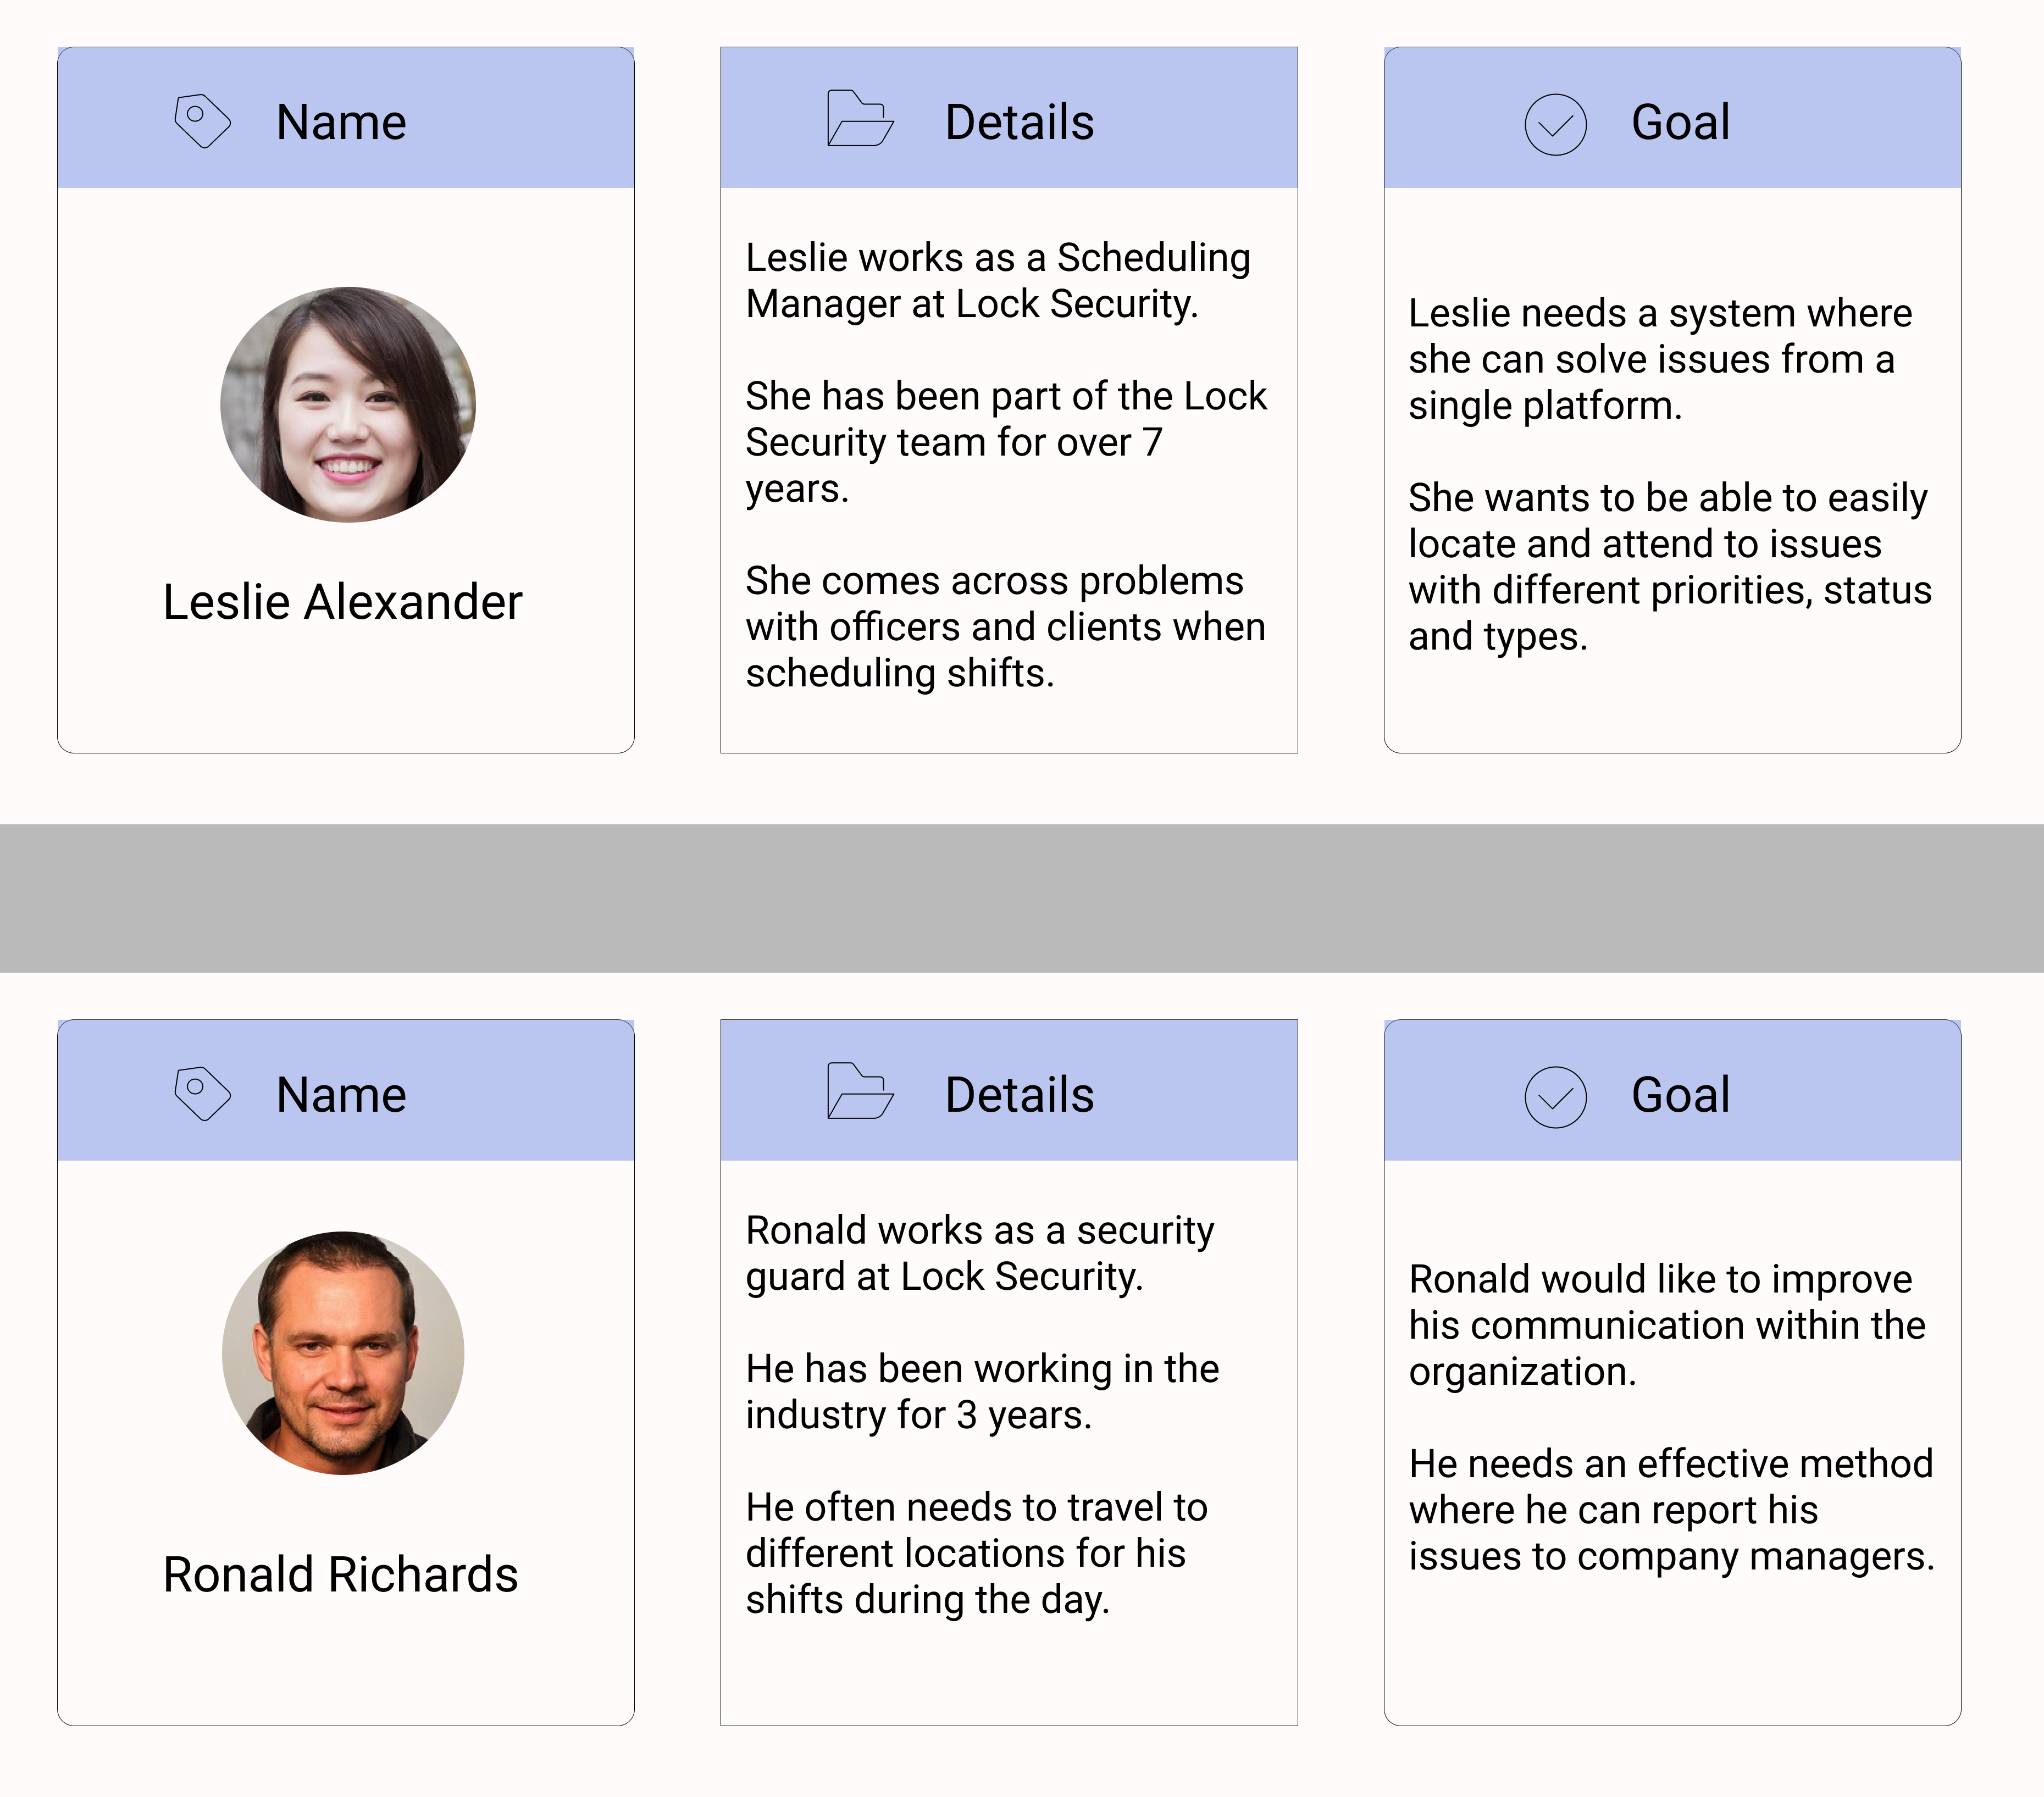 Name
Leslie Alexander
Details
Leslie works as a Scheduling
Manager at Lock Security.
She has been part of the Lock
Security team for over 7
years.
She comes across problems
with officers and clients when
scheduling shifts.
Goal
Leslie needs a system where
she can solve issues from a
single platform.
She wants to be able to easily
locate and attend to issues
with different priorities, status
and types.
Name
Ronald Richards
Details
Ronald works as a security
guard at Lock Security.
He has been working in the
industry for 3 years.
He often needs to travel to
different locations for his
shifts during the day.
Goal
Ronald would like to improve
his communication within the
organization.
He needs an effective method
where he can report his
issues to company managers.